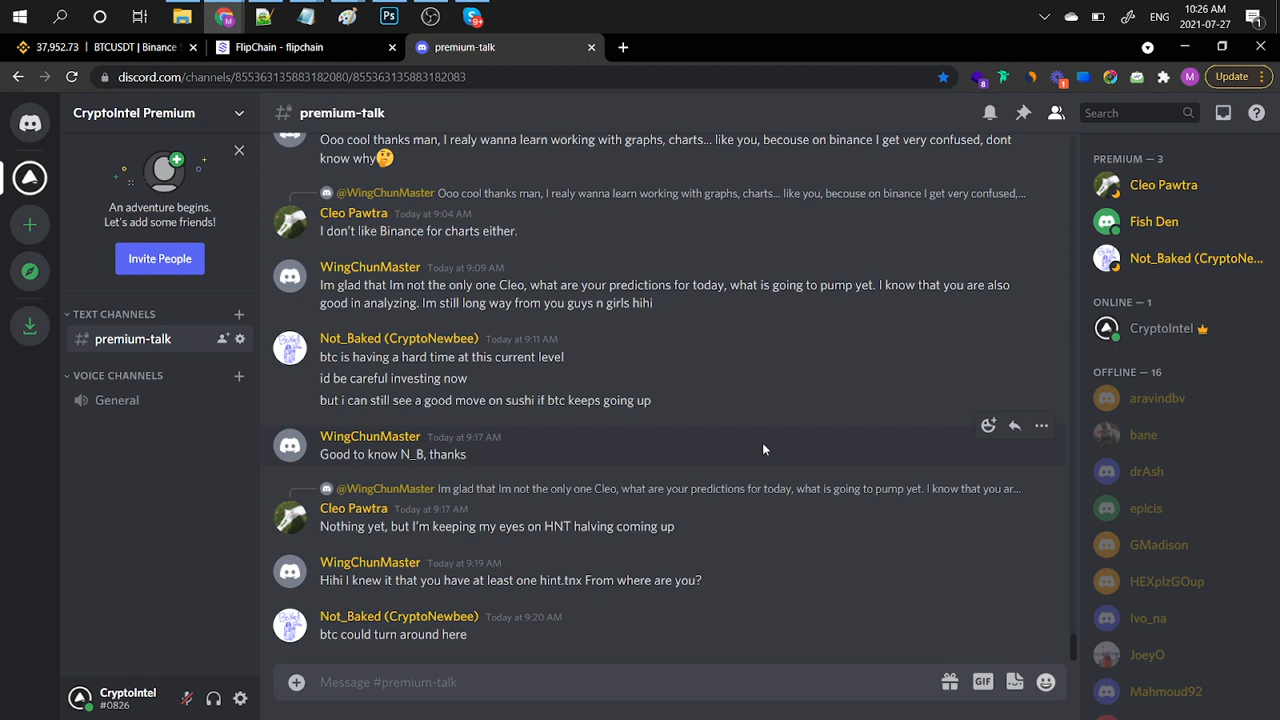 Ps
S
9+
ENG
10:26 AM
2021-07-27
1
37,952.73 | BTCUSDT | Binance
FlipChain - flipchain
premium-talk
discord.com/channels/855363135883182080/855363135883182083
8
1
M
Update
CryptoIntel Premium
premium-talk
Search
An adventure begins.
Let's add some friends!
Invite People
TEXT CHANNELS
premium-talk
VOICE CHANNELS
General
Ooo cool thanks man, I realy wanna learn working with graphs, charts... like you, becouse on binance I get very confused, dont
know why🤔
@WingChunMaster Ooo cool thanks man, I realy wanna learn working with graphs, charts... like you, becouse on binance I get very confused,...
Cleo Pawtra Today at 9:04 AM
I don't like Binance for charts either.
WingChunMaster Today at 9:09 AM
Im glad that Im not the only one Cleo, what are your predictions for today, what is going to pump yet. I know that you are also
good in analyzing. Im still long way from you guys n girls hihi
Not_Baked (CryptoNewbee) Today at 9:11 AM
btc is having a hard time at this current level
id be careful investing now
but i can still see a good move on sushi if btc keeps going up
WingChunMaster Today at 9:17 AM
Good to know N_B, thanks
@WingChunMaster Im glad that Im not the only one Cleo, what are your predictions for today, what is going to pump yet. I know that you ar...
Cleo Pawtra Today at 9:17 AM
Nothing yet, but I'm keeping my eyes on HNT halving coming up
WingChunMaster Today at 9:19 AM
Hihi I knew it that you have at least one hint.tnx From where are you?
Not_Baked (CryptoNewbee) Today at 9:20 AM
btc could turn around here
Message #premium-talk
GIF
CryptoIntel
#0826
PREMIUM — 3
Cleo Pawtra
Fish Den
Not_Baked (CryptoNe...
ONLINE — 1
CryptoIntel
OFFLINE — 16
aravindbv
bane
drAsh
epicis
GMadison
HEXplzGOup
Ivo_na
JoeyO
Mahmoud92